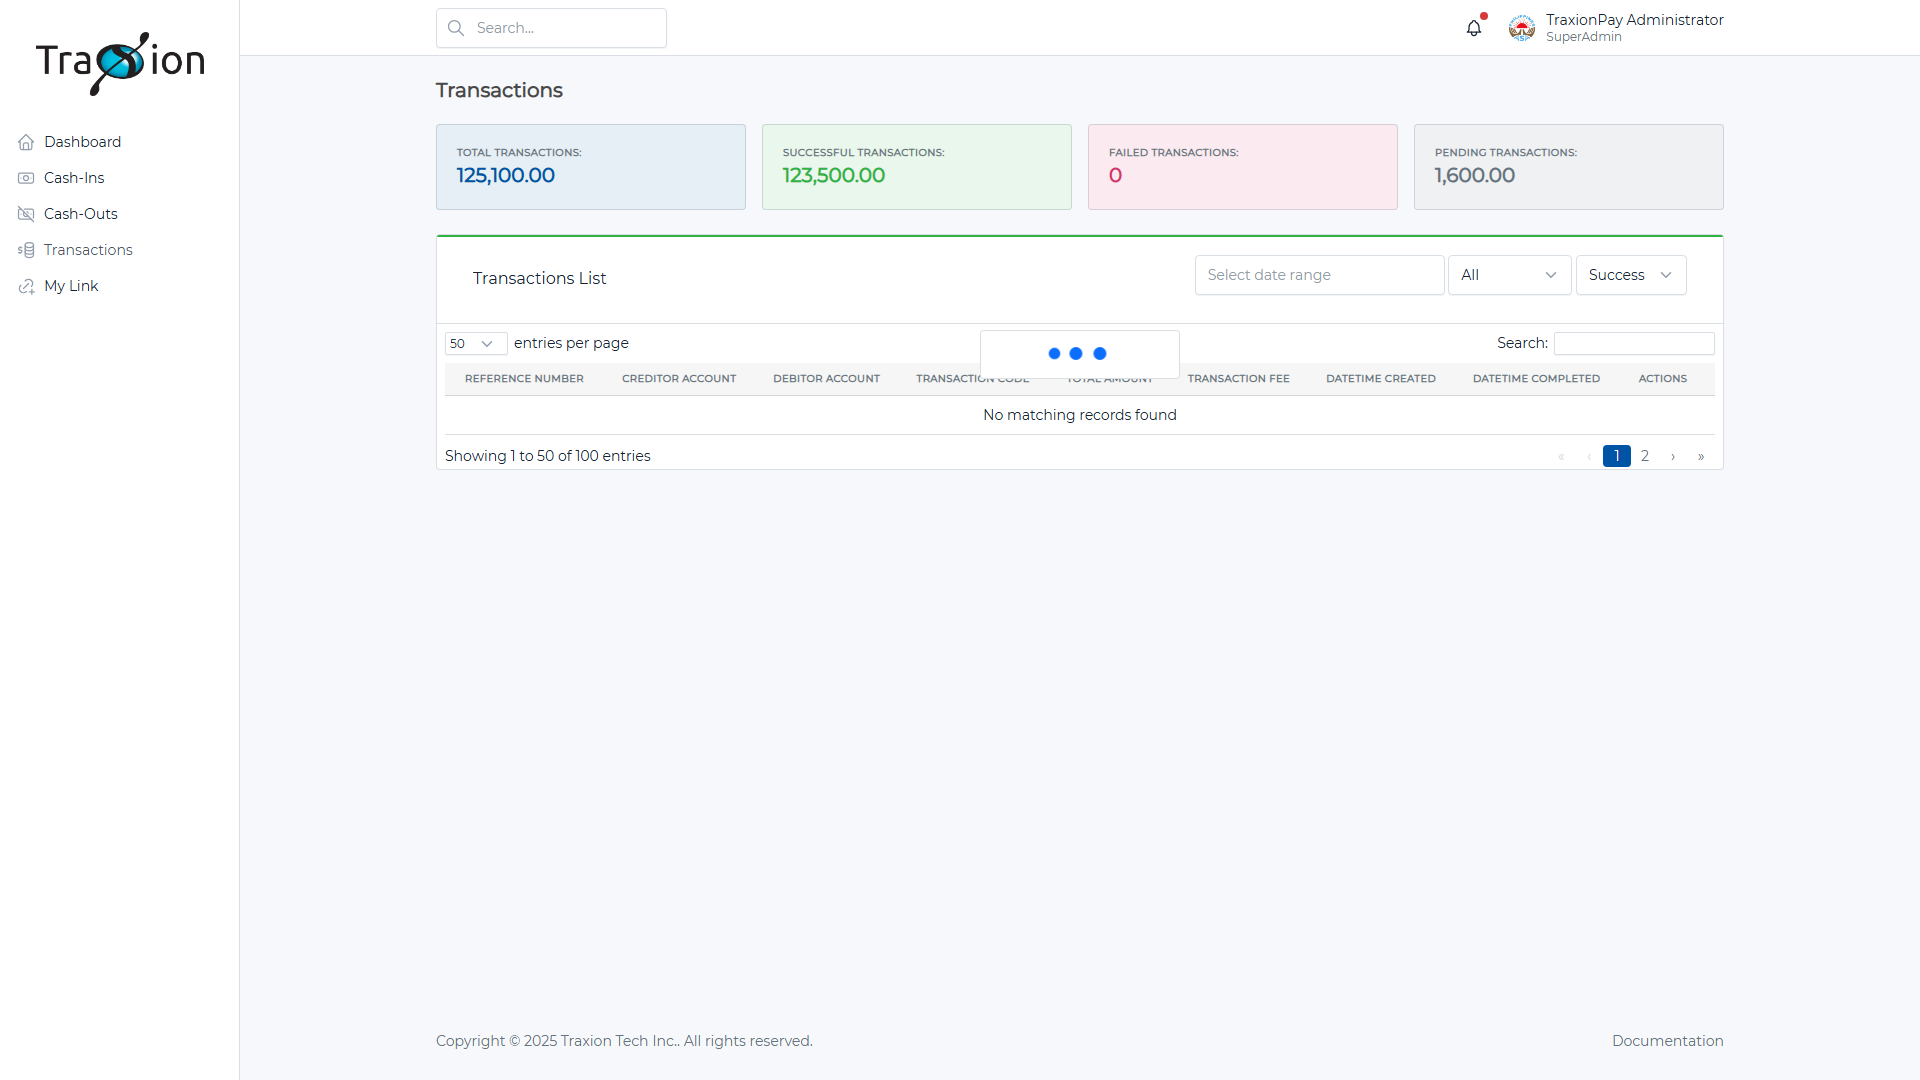 Traxion
Search...
TraxionPay Administrator
SuperAdmin
Dashboard
Cash-Ins
Cash-Outs
Transactions
My Link
Transactions
TOTAL TRANSACTIONS:
125,100.00
SUCCESSFUL TRANSACTIONS:
123,500.00
FAILED TRANSACTIONS:
0
PENDING TRANSACTIONS:
1,600.00
Transactions List
Select date range
All
Success
50 entries per page
Search:
REFERENCE NUMBER CREDITOR ACCOUNT DEBITOR ACCOUNT TRANSACTION CODE TOTAL AMOUNT TRANSACTION FEE DATETIME CREATED DATETIME COMPLETED ACTIONS
No matching records found
Showing 1 to 50 of 100 entries
« ‹ 1 2 › »
Copyright © 2025 Traxion Tech Inc.. All rights reserved.
Documentation